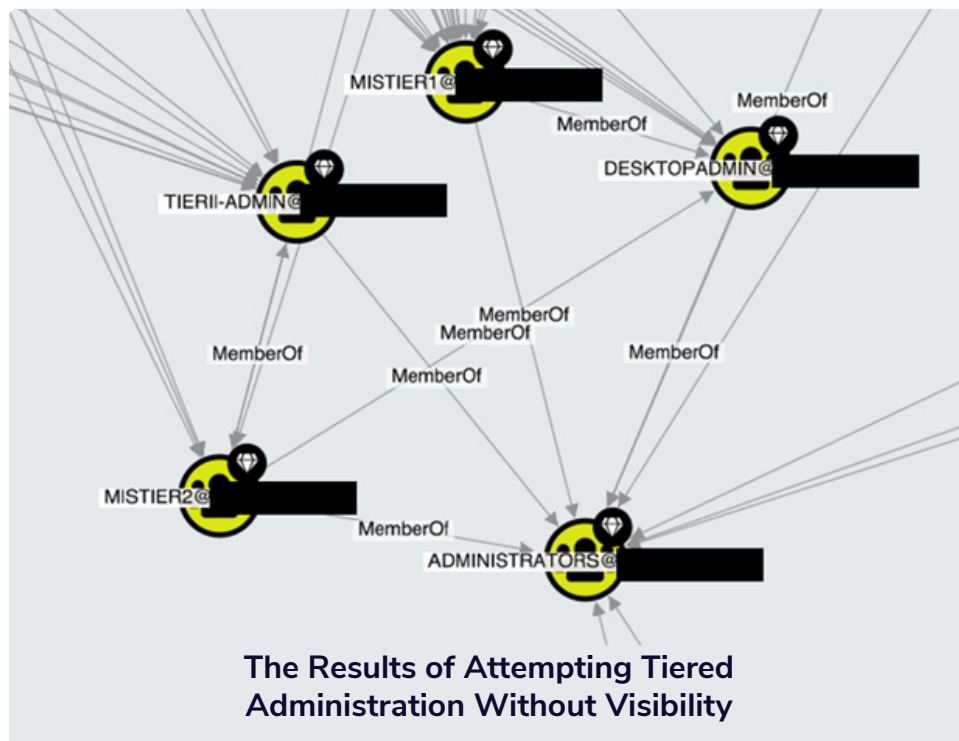 MISTIER1@
MemberOf
MemberOf
DESKTOPADMIN@
TIERII-ADMIN@
MemberOf
MemberOf
MemberOf
MemberOf
MemberOf
MISTIER2@
MemberOf
ADMINISTRATORS@
The Results of Attempting Tiered
Administration Without Visibility